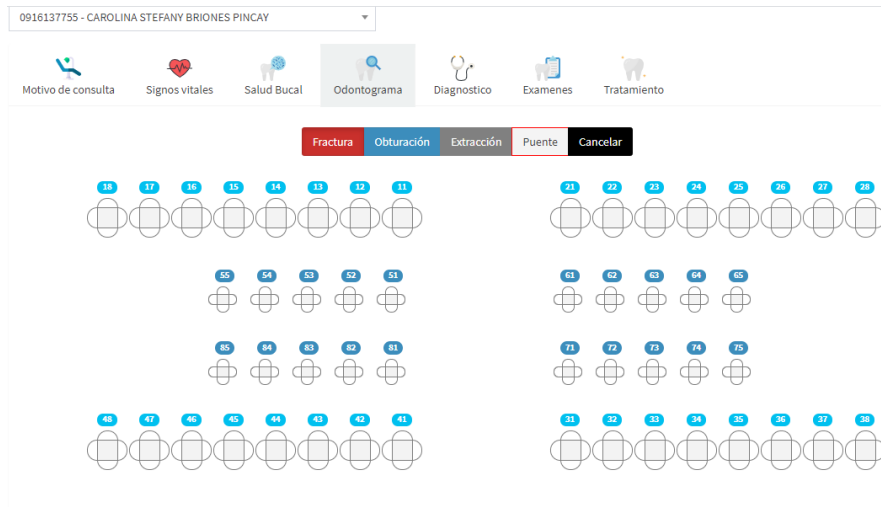 0916137755 - CAROLINA STEFANY BRIONES PINCAY
Motivo de consulta Signos vitales Salud Bucal Odontograma Diagnostico Examenes Tratamiento
Fractura Obturación Extracción Puente Cancelar
18 17 16 15 14 13 12 11 21 22 23 24 25 26 27 28
55 54 53 52 51 61 62 63 64 65
85 84 83 82 81 71 72 73 74 75
48 47 46 45 44 43 42 41 31 32 33 34 35 36 37 38